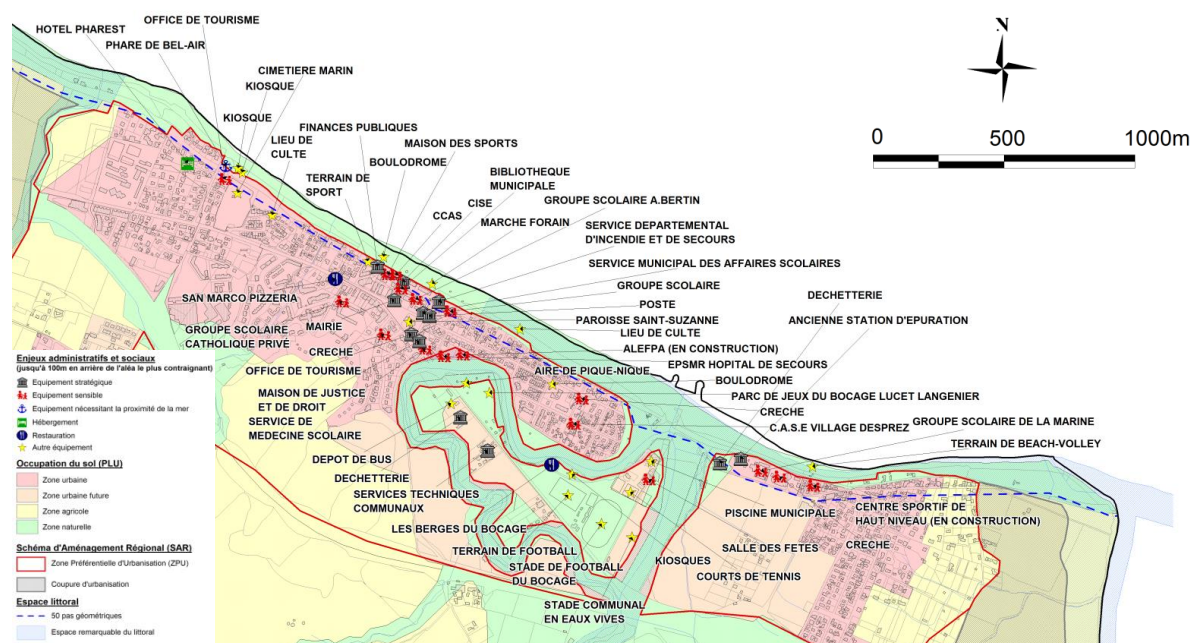 OFFICE DE TOURISME
HOTEL PHAREST
PHARE DE BEL-AIR
CIMETIERE MARIN
KIOSQUE
KIOSQUE
FINANCES PUBLIQUES
LIEU DE
CULTE
MAISON DES SPORTS
BOULODROME
TERRAIN DE
SPORT
BIBLIOTHEQUE
MUNICIPALE
CISE
CCAS
GROUPE SCOLAIRE A.BERTIN
MARCHE FORAIN
SERVICE DEPARTEMENTAL
D'INCENDIE ET DE SECOURS
SERVICE MUNICIPAL DES AFFAIRES SCOLAIRES
GROUPE SCOLAIRE
DECHETTERIE
POSTE
ANCIENNE STATION D'EPURATION
PAROISSE SAINT-SUZANNE
LIEU DE CULTE
ALEFPA (EN CONSTRUCTION)
EPSMR HOPITAL DE SECOURS
BOULODROME
PARC DE JEUX DU BOCAGE LUCET LANGENIER
CRECHE
GROUPE SCOLAIRE DE LA MARINE
C.A.S.E VILLAGE DESPREZ
TERRAIN DE BEACH-VOLLEY
N
0 500 1000m
SAN MARCO PIZZERIA
GROUPE SCOLAIRE
CATHOLIQUE PRIVÉ
MAIRIE
CRECHE
OFFICE DE TOURISME
AIRE DE PIQUE-NIQUE
MAISON DE JUSTICE
ET DE DROIT
SERVICE DE
MEDECINE SCOLAIRE
DEPOT DE BUS
DECHETTERIE
SERVICES TECHNIQUES
COMMUNAUX
LES BERGES DU BOCAGE
TERRAIN DE FOOTBALL
STADE DE FOOTBALL
DU BOCAGE
STADE COMMUNAL
EN EAUX VIVES
KIOSQUES
COURTS DE TENNIS
SALLE DES FETES
PISCINE MUNICIPALE
CENTRE SPORTIF DE
HAUT NIVEAU (EN CONSTRUCTION)
CRECHE
Enjeux administratifs et sociaux
(jusqu'à 100m en arrière de l'aléa le plus contraignant)
Equipement stratégique
Equipement sensible
Equipement nécessitant la proximité de la mer
Hébergement
Restauration
Autre équipement
Occupation du sol (PLU)
Zone urbaine
Zone urbaine future
Zone agricole
Zone naturelle
Schéma d'Aménagement Régional (SAR)
Zone Préférentielle d'Urbanisation (ZPU)
Coupure d'urbanisation
Espace littoral
50 pas géométriques
Espace remarquable du littoral